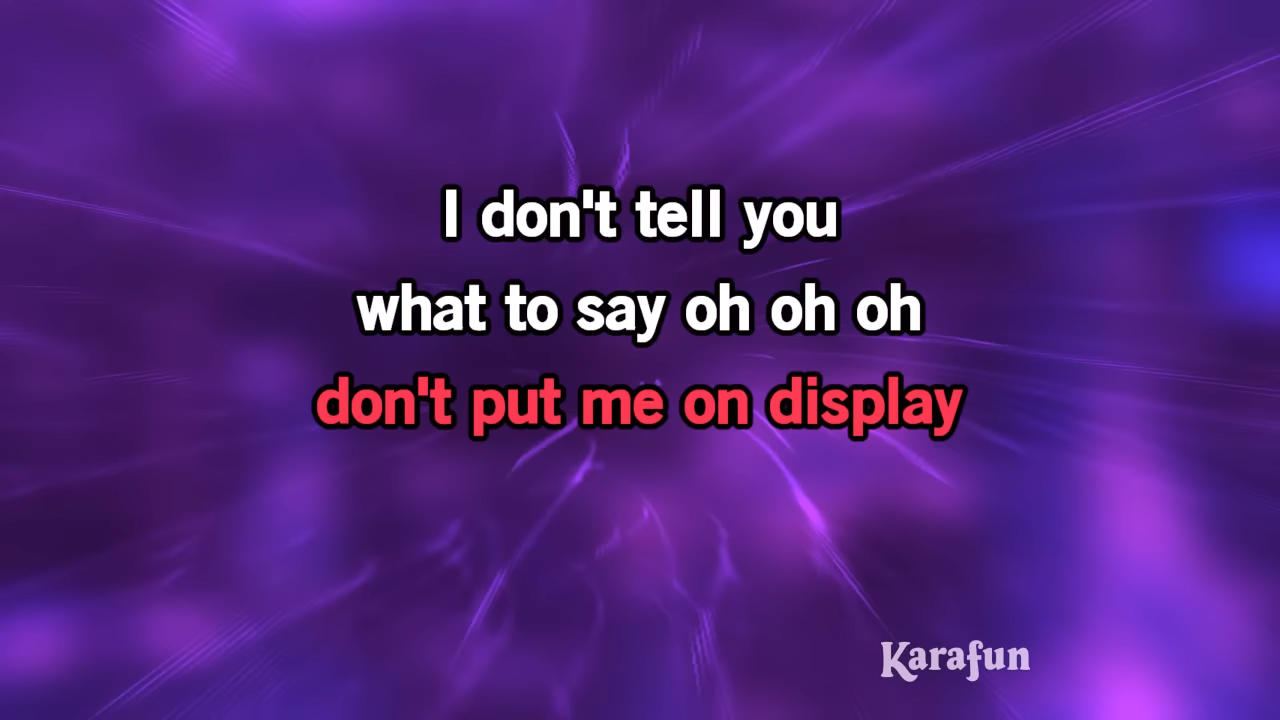 I don't tell you
what to say oh oh oh
don't put me on display
Karafun